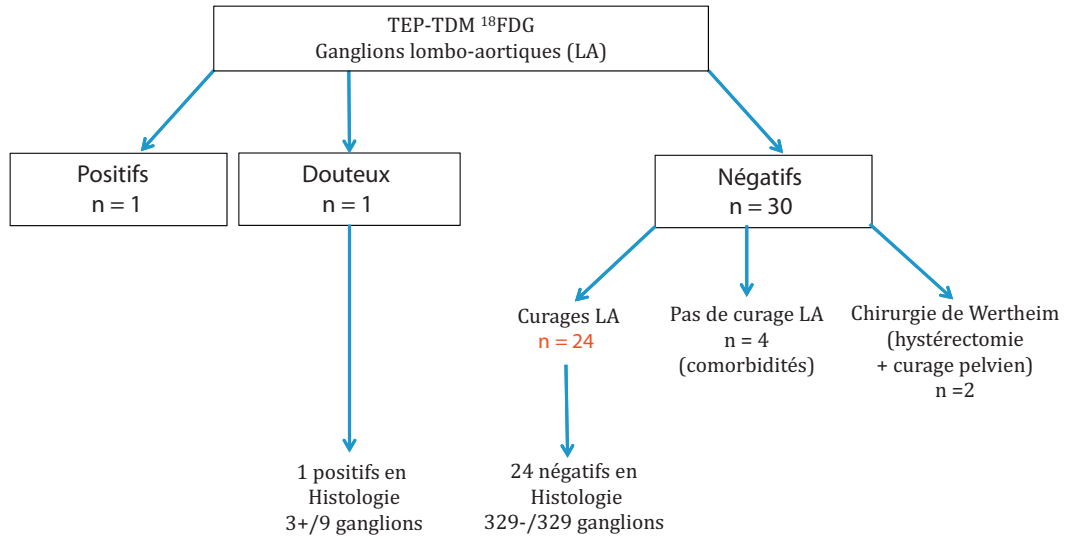 TEP-TDM ¹⁸FDG
Ganglions lombo-aortiques (LA)
Positifs
n = 1
Douteux
n = 1
Négatifs
n = 30
Curages LA
n = 24
Pas de curage LA
n = 4
(comorbidités)
Chirurgie de Wertheim
(hystérectomie
+ curage pelvien)
n =2
1 positifs en
Histologie
3+/9 ganglions
24 négatifs en
Histologie
329-/329 ganglions